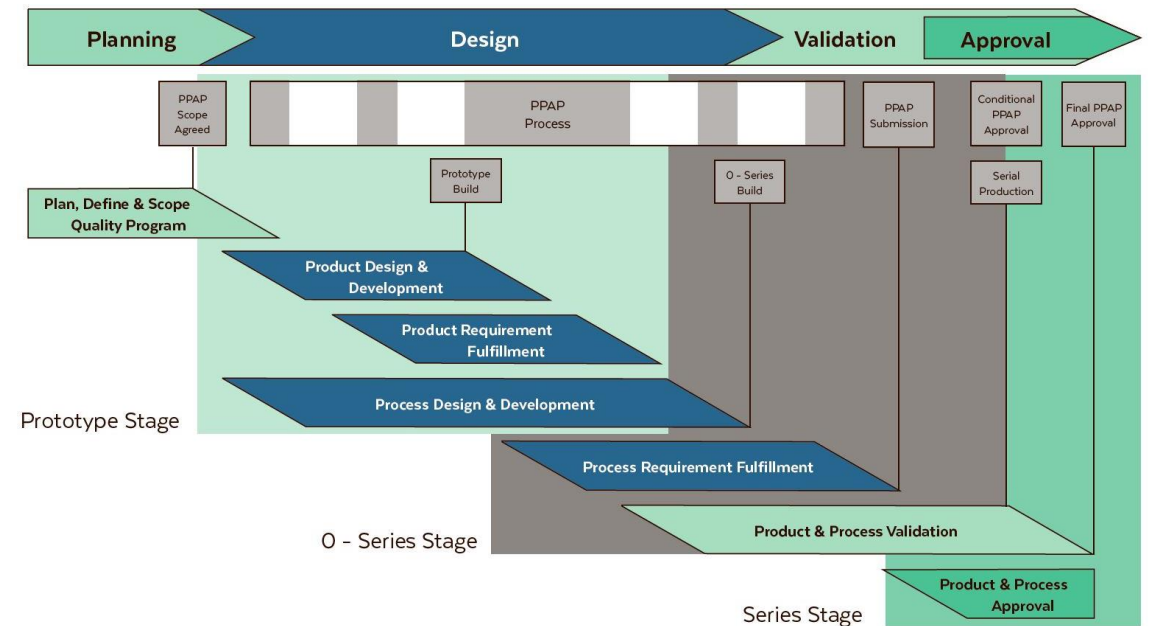 Planning
Design
Validation
Approval
PPAP
Scope
Agreed
PPAP
Process
PPAP
Submission
Conditional
PPAP
Approval
Final PPAP
Approval
Prototype
Build
0 - Series
Build
Serial
Production
Plan, Define & Scope
Quality Program
Product Design &
Development
Product Requirement
Fulfillment
Process Design & Development
Prototype Stage
Process Requirement Fulfillment
Product & Process Validation
0 - Series Stage
Product & Process
Approval
Series Stage